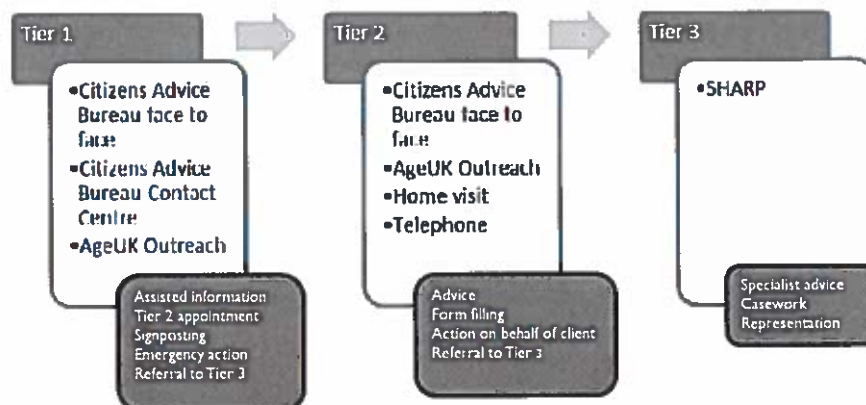 Tier 1
•Citizens Advice
Bureau face to
face
•Citizens Advice
Bureau Contact
Centre
•AgeUK Outreach
Assisted information
Tier 2 appointment
Signposting
Emergency action
Referral to Tier 3
Tier 2
•Citizens Advice
Bureau face to
face
•AgeUK Outreach
•Home visit
•Telephone
Advice
Form filling
Action on behalf of client
Referral to Tier 3
Tier 3
•SHARP
Specialist advice
Casework
Representation